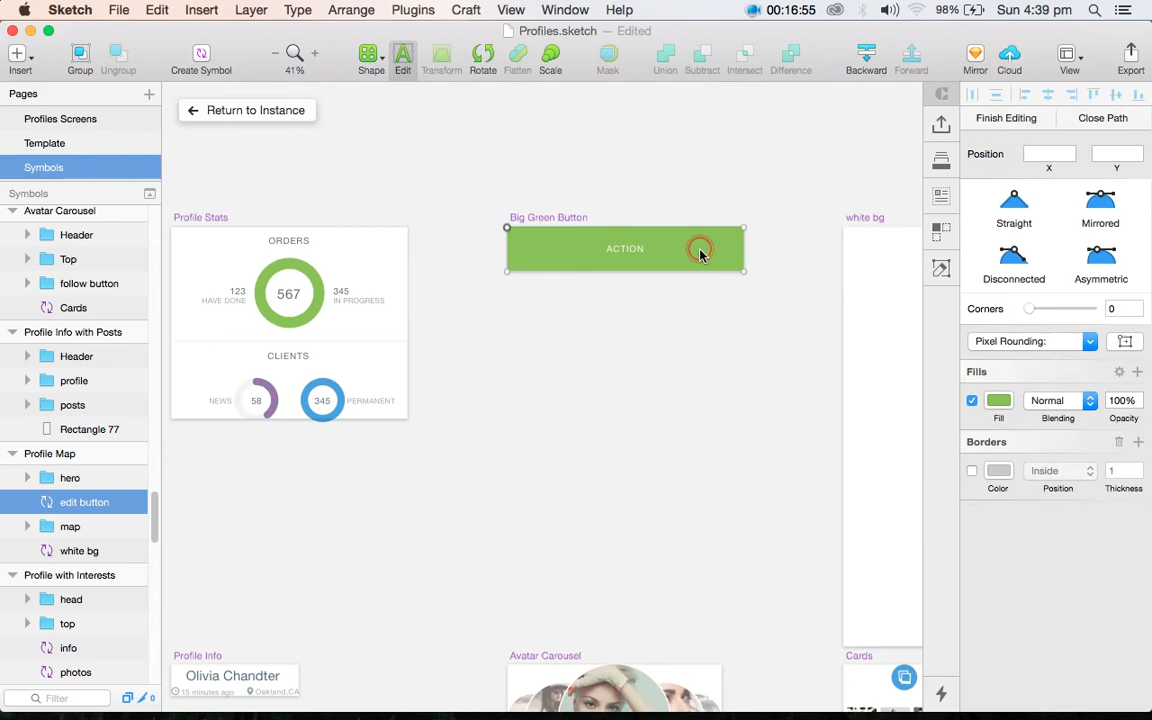 Sketch File Edit Insert Layer Type Arrange Plugins Craft View Window Help 00:16:55 98% Sun 4:39 pm
Profiles.sketch — Edited
Insert Group Ungroup Create Symbol 41% Shape Edit Transform Rotate Flatten Scale Mask Union Subtract Intersect Difference Backward Forward Mirror Cloud View Export
Pages
Profiles Screens
Template
Symbols
Symbols
Avatar Carousel
Header
Top
follow button
Cards
Profile Info with Posts
Header
profile
posts
Rectangle 77
Profile Map
hero
edit button
map
white bg
Profile with Interests
head
top
info
photos
Filter
0
Return to Instance
Profile Stats
ORDERS
123
HAVE DONE
567
345
IN PROGRESS
CLIENTS
NEWS 58 345 PERMANENT
Big Green Button
ACTION
white bg
Profile Info
Olivia Chandter
15 minutes ago Oakland,CA
Avatar Carousel
Cards
Finish Editing Close Path
Position
X Y
Straight Mirrored
Disconnected Asymmetric
Corners 0
Pixel Rounding:
Fills
Normal 100%
Fill Blending Opacity
Borders
Inside 1
Color Position Thickness